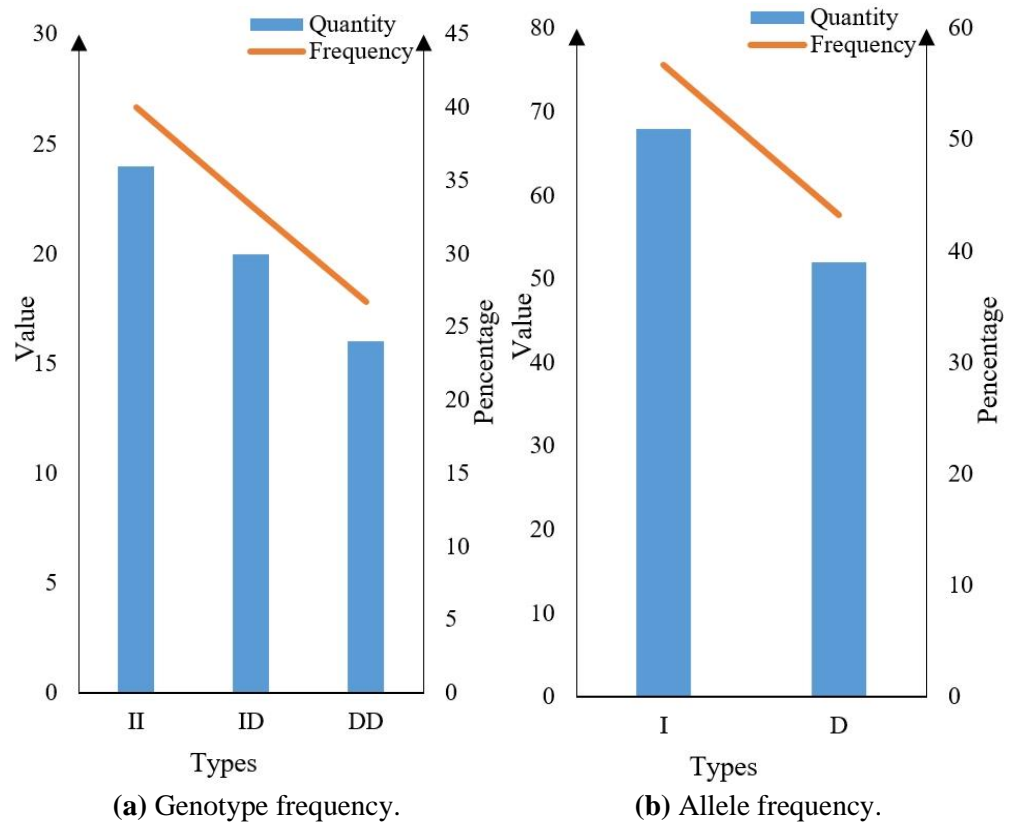 Quantity
Frequency
30
25
20
15
10
5
0
Value
45
40
35
30
25
20
15
10
5
0
Pencentage
II ID DD
Types
(a) Genotype frequency.
Quantity
Frequency
80
70
60
50
40
30
20
10
0
Value
60
50
40
30
20
10
0
Pencentage
I D
Types
(b) Allele frequency.